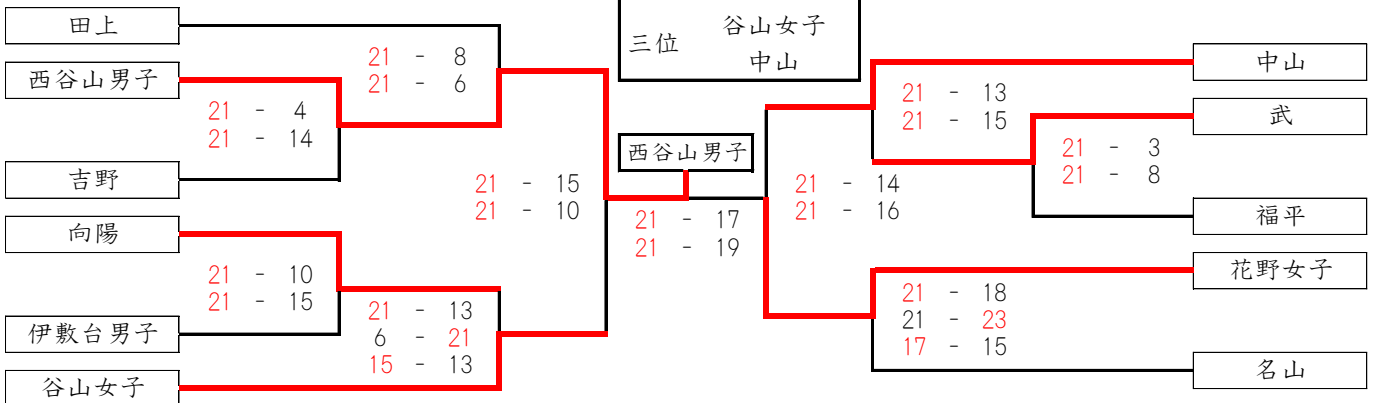 田上
西谷山男子
吉野
向陽
伊敷台男子
谷山女子
21 - 8
21 - 6
21 - 4
21 - 14
21 - 10
21 - 15
21 - 13
6 - 21
15 - 13
21 - 15
21 - 10
三位
谷山女子
中山
西谷山男子
21 - 17
21 - 19
21 - 14
21 - 16
21 - 13
21 - 15
21 - 3
21 - 8
21 - 18
21 - 23
17 - 15
中山
武
福平
花野女子
名山